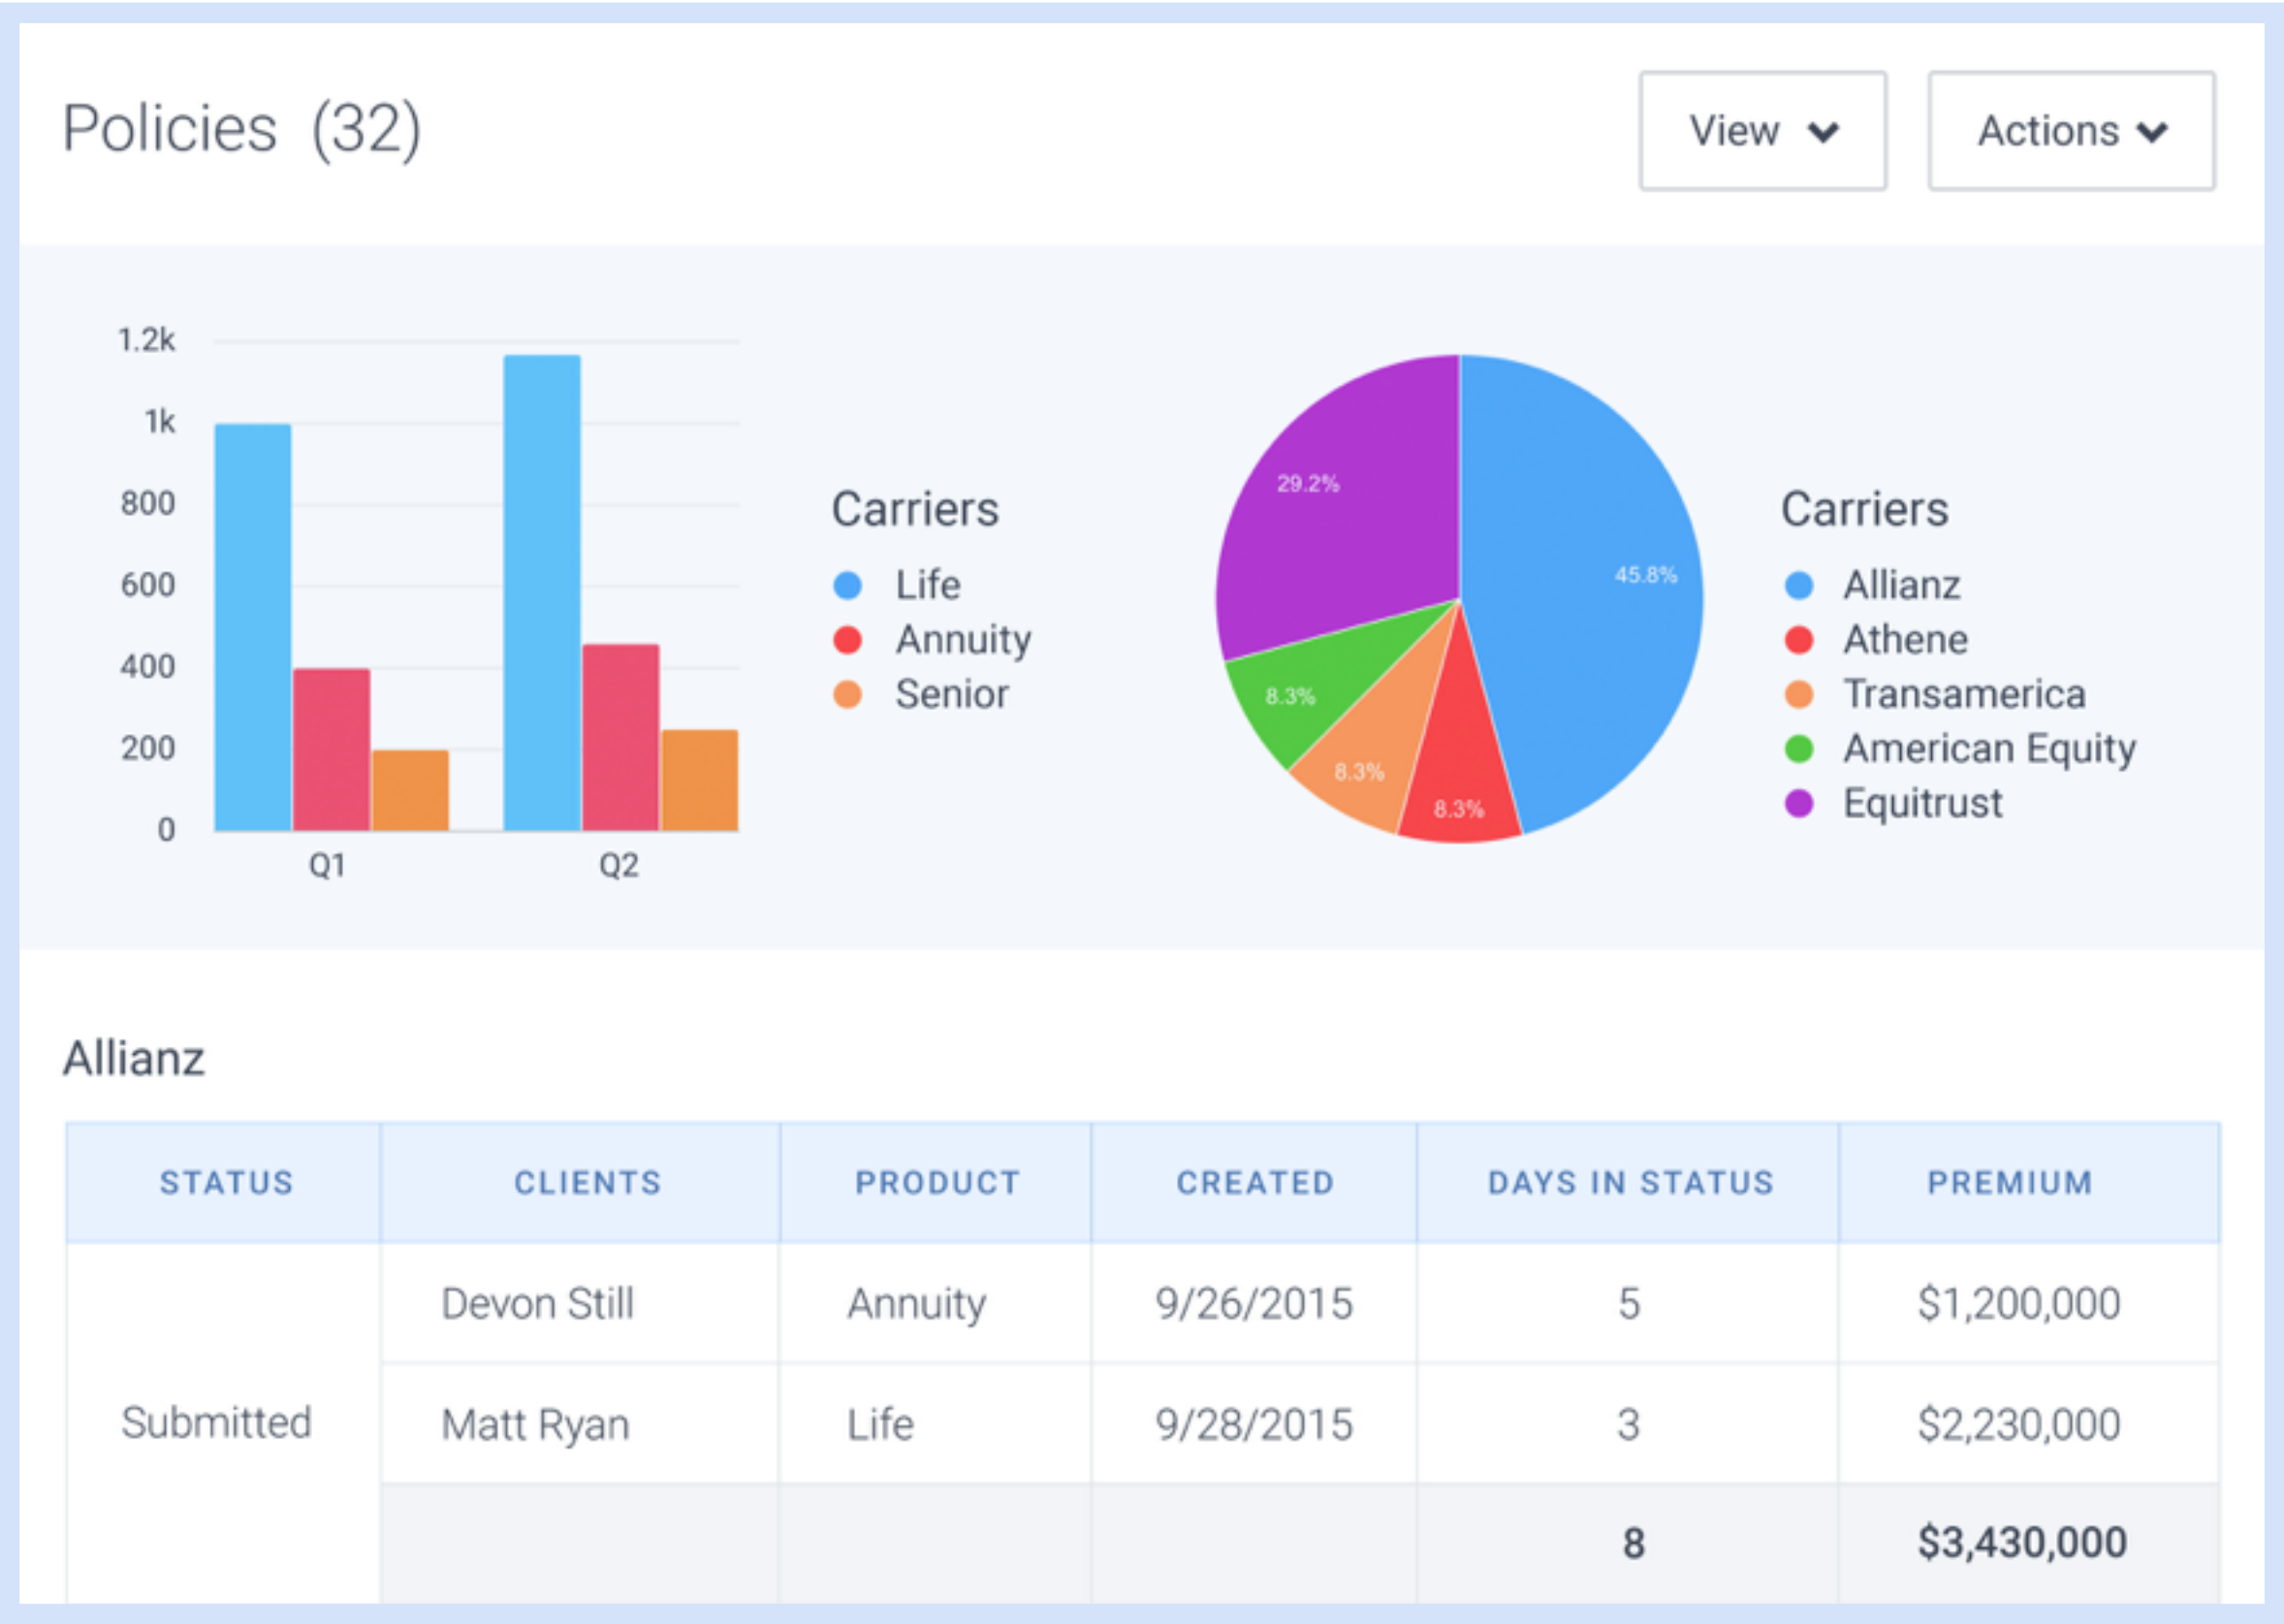 Policies (32)
View
Actions
1.2k
1k
800
600
400
200
0
Q1
Q2
Carriers
Life
Annuity
Senior
29.2%
45.8%
8.3%
8.3%
8.3%
Carriers
Allianz
Athene
Transamerica
American Equity
Equitrust
Allianz
STATUS CLIENTS PRODUCT CREATED DAYS IN STATUS PREMIUM
Devon Still Annuity 9/26/2015 5 $1,200,000
Submitted Matt Ryan Life 9/28/2015 3 $2,230,000
8 $3,430,000